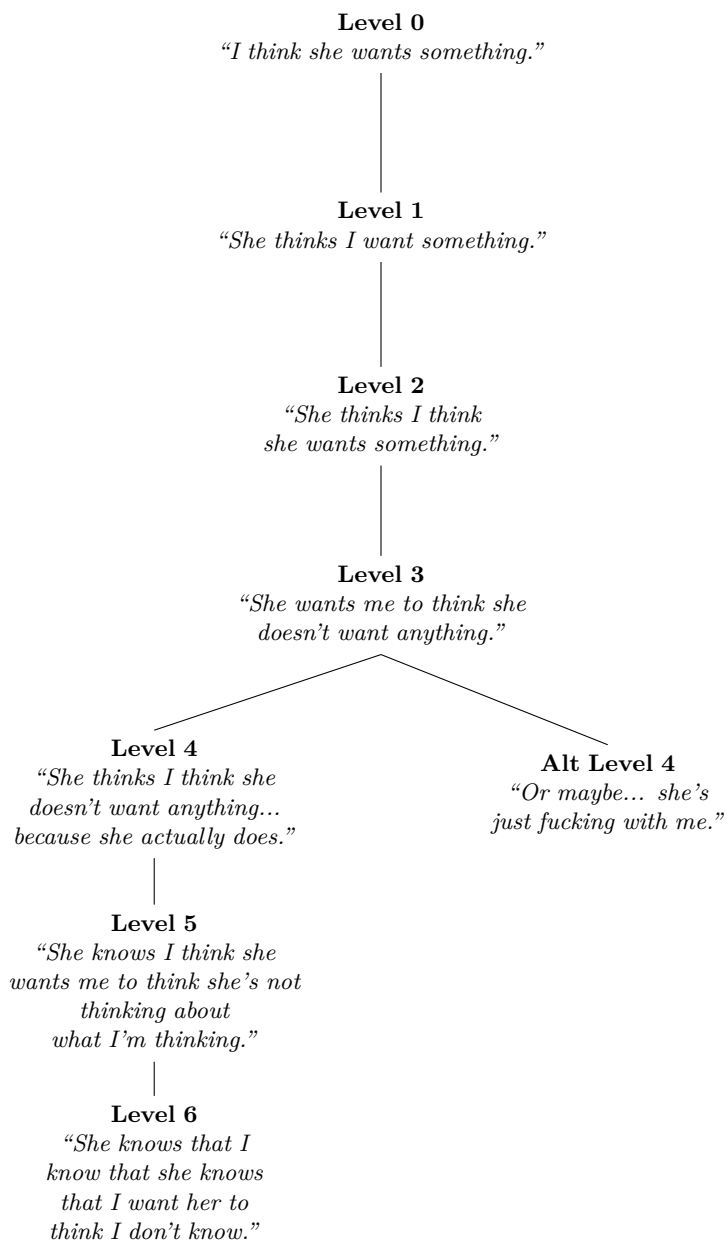 Level 0
“I think she wants something.”
Level 1
“She thinks I want something.”
Level 2
“She thinks I think
she wants something.”
Level 3
“She wants me to think she
doesn't want anything.”
Level 4
“She thinks I think she
doesn't want anything...
because she actually does.”
Alt Level 4
“Or maybe... she's
just fucking with me.”
Level 5
“She knows I think she
wants me to think she's not
thinking about
what I'm thinking.”
Level 6
“She knows that I
know that she knows
that I want her to
think I don't know.”